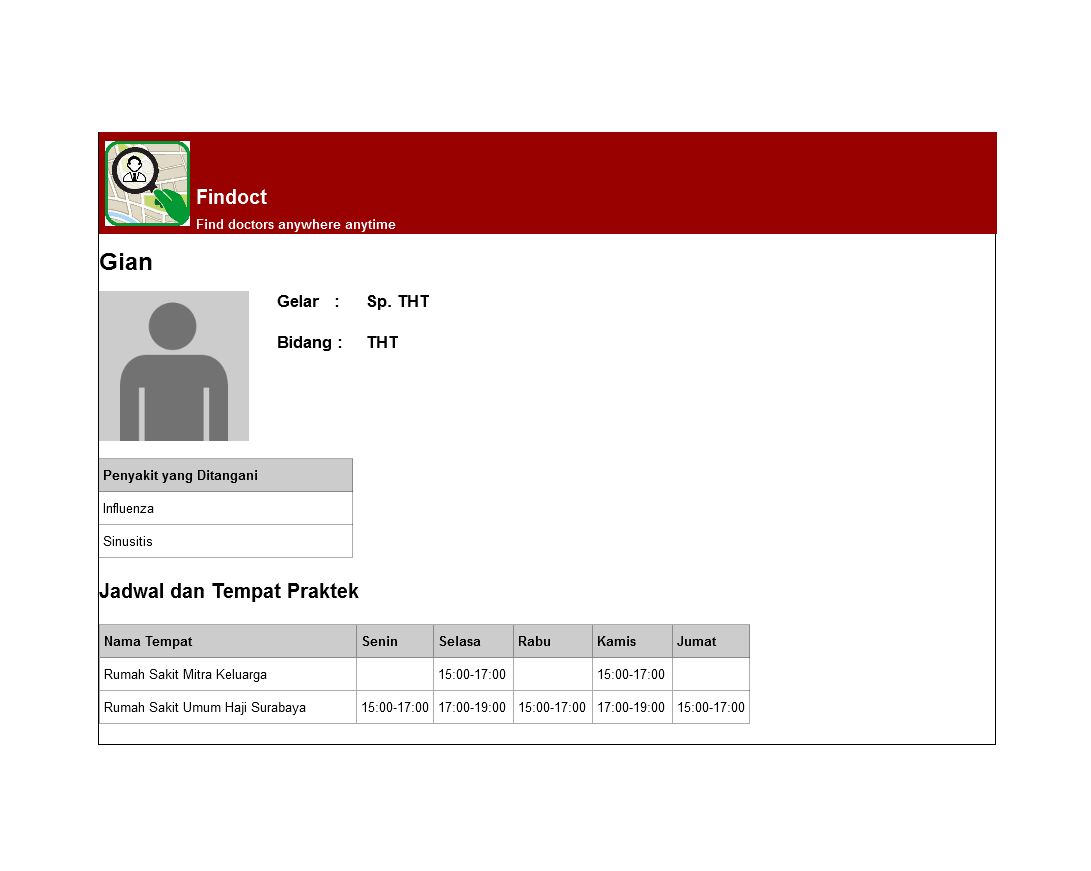 Findoct
Find doctors anywhere anytime
Gian
Gelar : Sp. THT
Bidang : THT
Penyakit yang Ditangani
Influenza
Sinusitis
Jadwal dan Tempat Praktek
Nama Tempat Senin Selasa Rabu Kamis Jumat
Rumah Sakit Mitra Keluarga 15:00-17:00 15:00-17:00
Rumah Sakit Umum Haji Surabaya 15:00-17:00 17:00-19:00 15:00-17:00 17:00-19:00 15:00-17:00